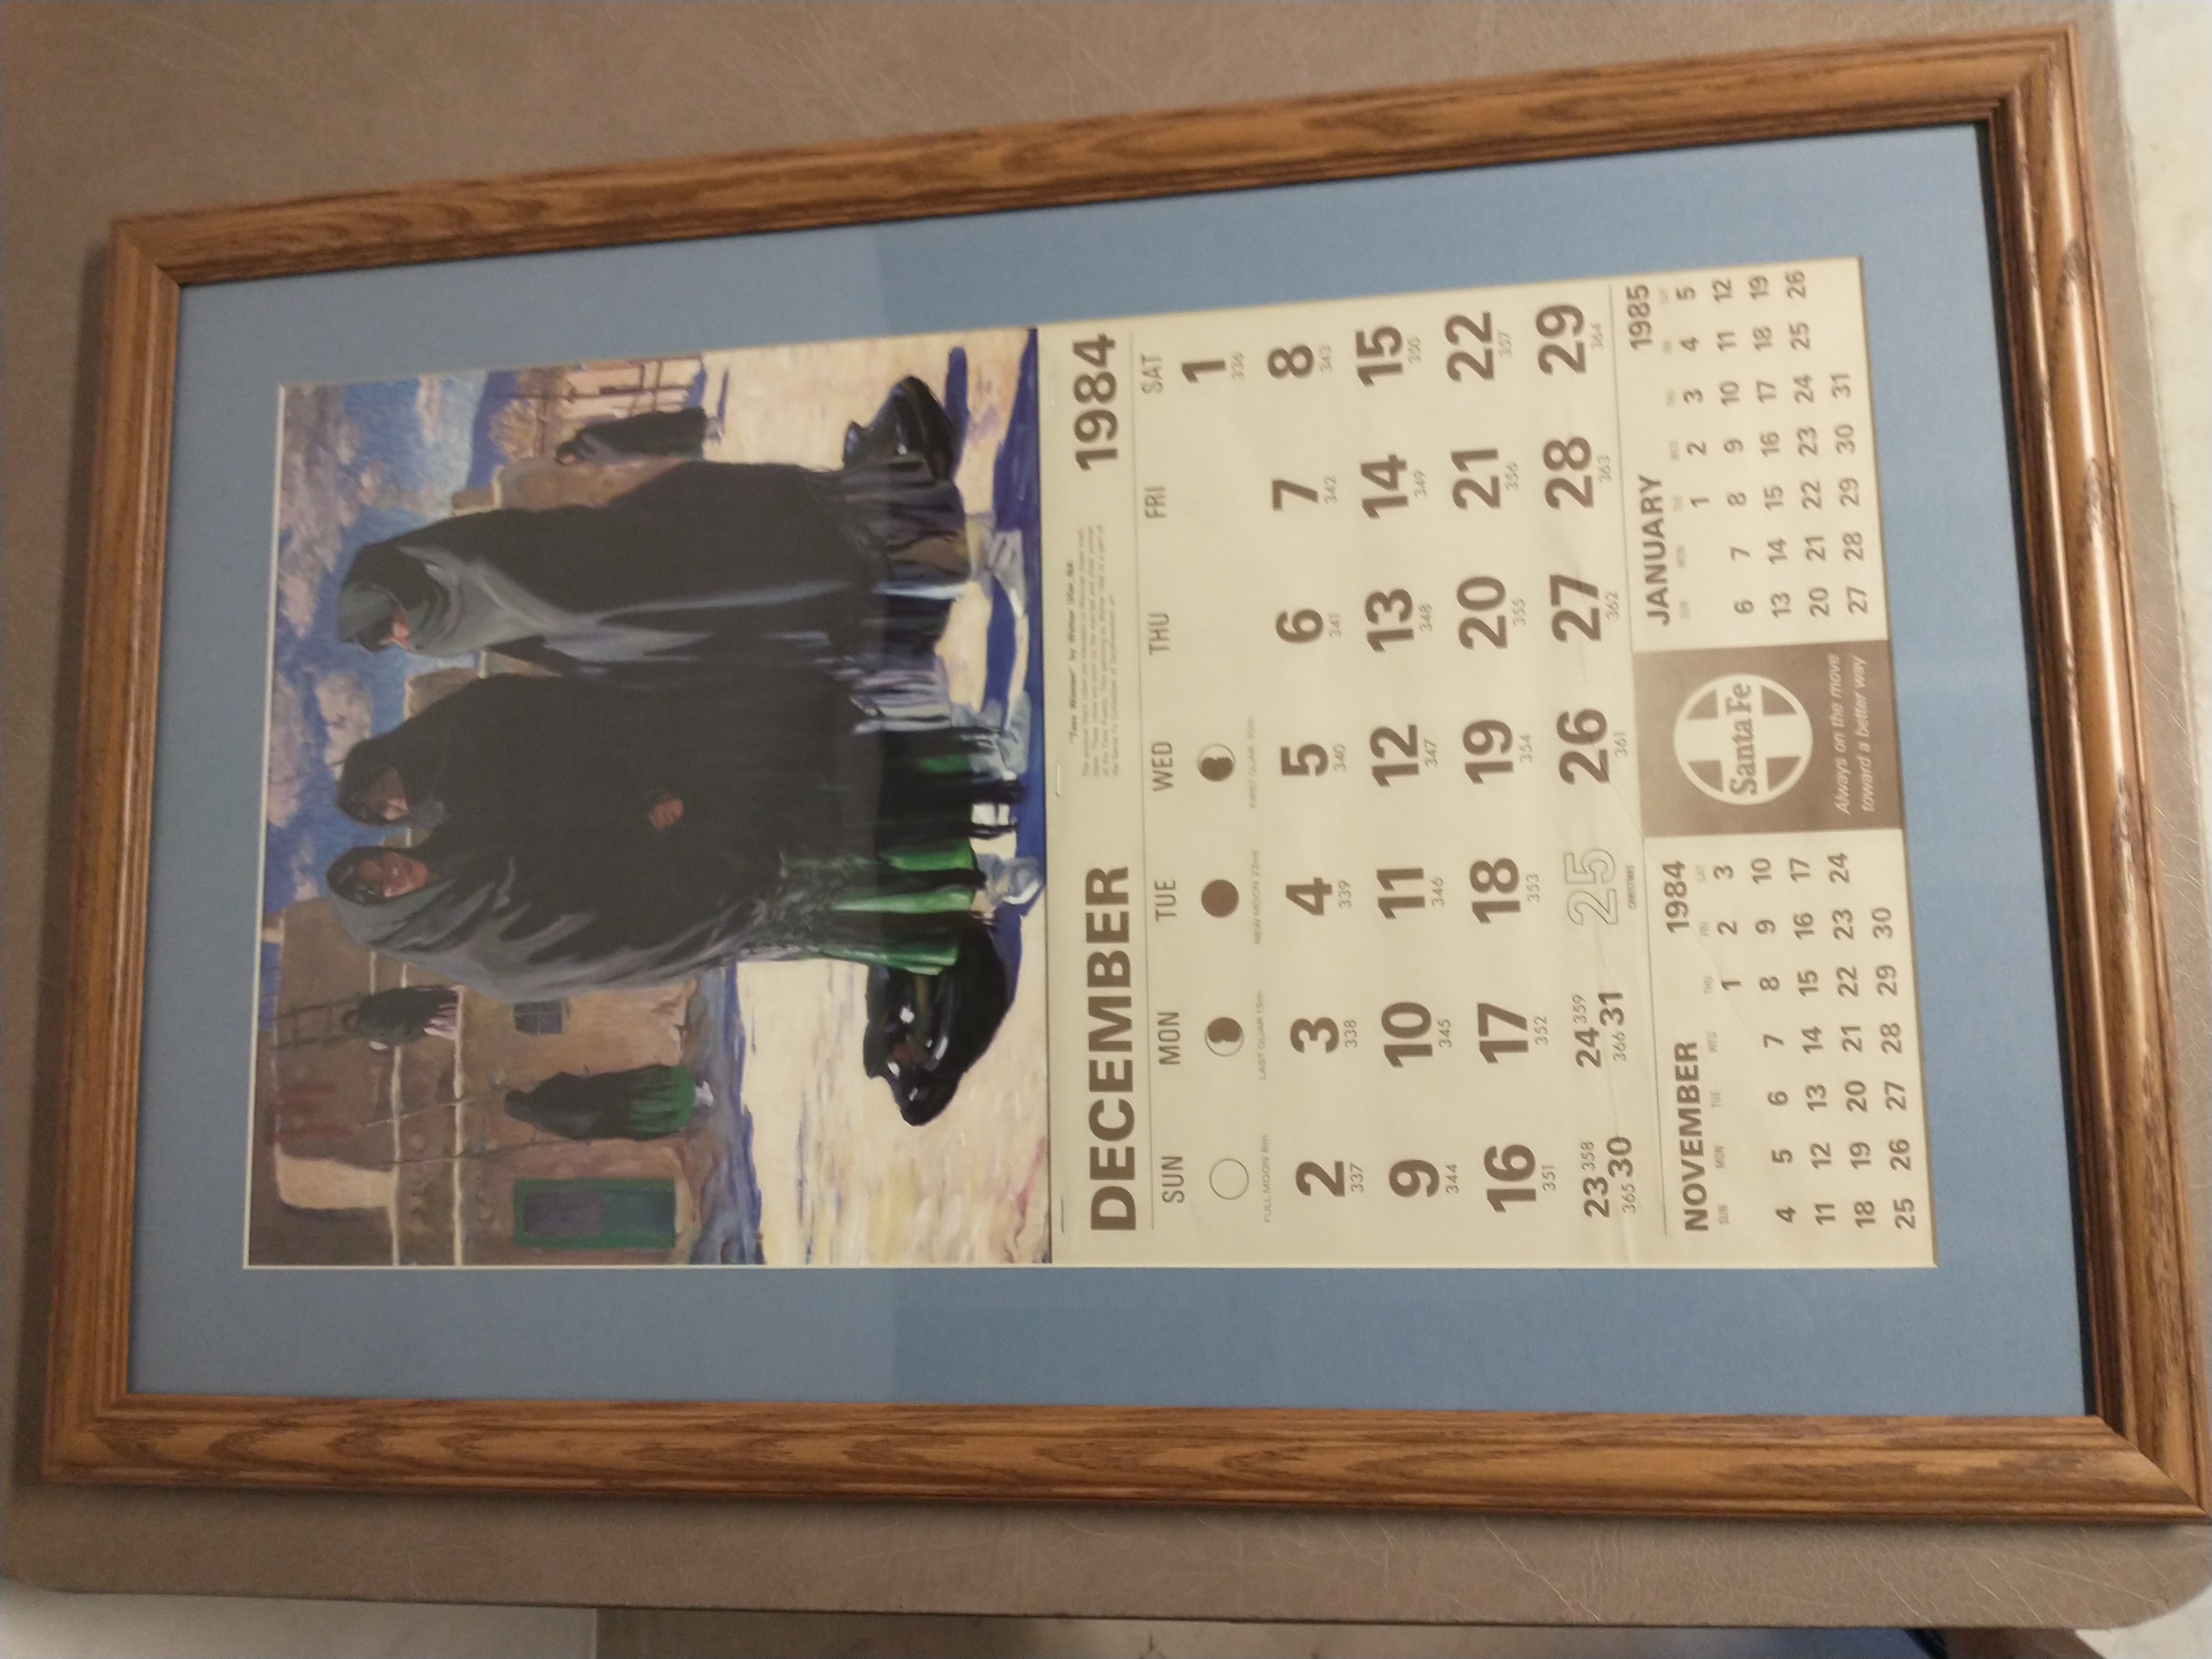 DECEMBER 1984
"Taos Women" by Walter Ufer, NA
SUN MON TUE WED THU FRI SAT
FULL MOON 8th LAST QUAR 15th NEW MOON 22nd FIRST QUAR 30th
1
336
2 3 4 5 6 7 8
337 338 339 340 341 342 343
9 10 11 12 13 14 15
344 345 346 347 348 349 350
16 17 18 19 20 21 22
351 352 353 354 355 356 357
23 358 24 359 25 26 27 28 29
365 30 366 31 CHRISTMAS 361 362 363 364
NOVEMBER 1984
SUN MON TUE WED THU FRI SAT
1 2 3
4 5 6 7 8 9 10
11 12 13 14 15 16 17
18 19 20 21 22 23 24
25 26 27 28 29 30
Santa Fe
Always on the move
toward a better way
JANUARY 1985
SUN MON TUE WED THU FRI SAT
1 2 3 4 5
6 7 8 9 10 11 12
13 14 15 16 17 18 19
20 21 22 23 24 25 26
27 28 29 30 31